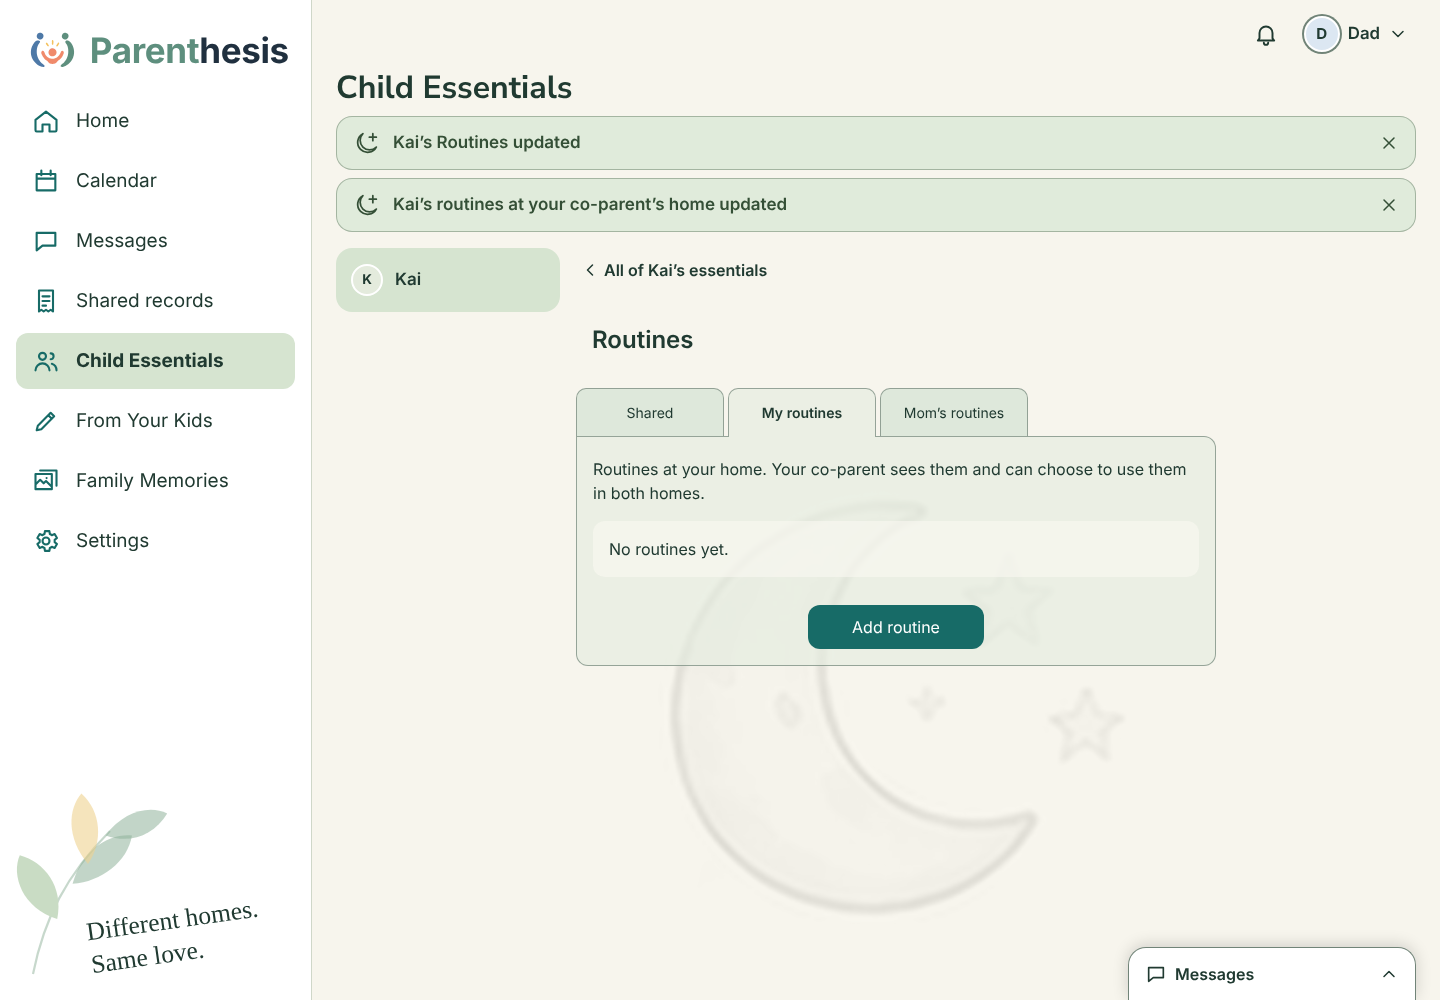 Parenthesis
Home
Calendar
Messages
Shared records
Child Essentials
From Your Kids
Family Memories
Settings
Different homes.
Same love.
D
Dad
Child Essentials
Kai’s Routines updated
Kai’s routines at your co-parent’s home updated
K
Kai
All of Kai’s essentials
Routines
Shared
My routines
Mom’s routines
Routines at your home. Your co-parent sees them and can choose to use them
in both homes.
No routines yet.
Add routine
Messages